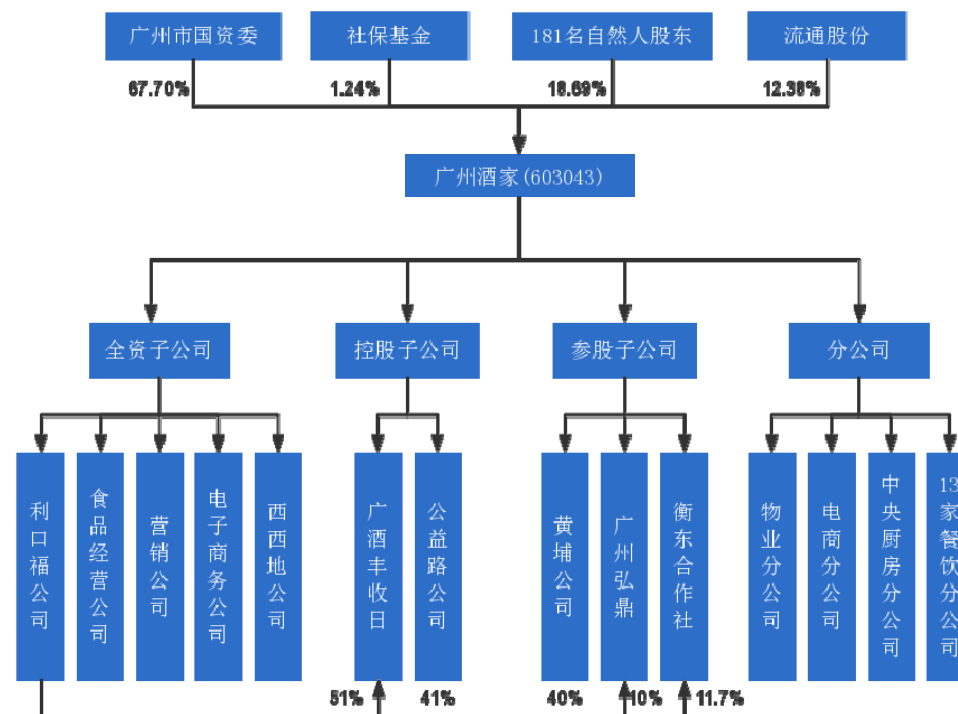 广州市国资委
社保基金
181名自然人股东
流通股份
67.70%
1.24%
18.69%
12.38%
广州酒家(603043)
全资子公司
控股子公司
参股子公司
分公司
利口福公司
食品经营公司
营销公司
电子商务公司
西西地公司
广酒丰收日
公益路公司
黄埔公司
广州弘鼎
衡东合作社
物业分公司
电商分公司
中央厨房分公司
13家餐饮分公司
51%
41%
40%
10%
11.7%